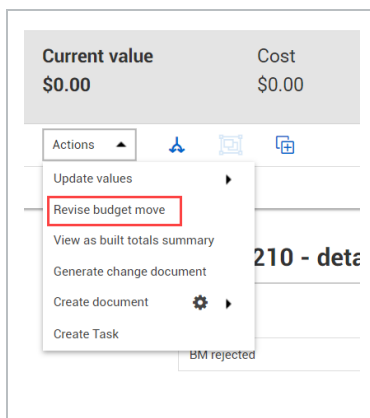 Current value Cost
$0.00 $0.00
Actions
Update values
Revise budget move
View as built totals summary
210 - deta
Generate change document
Create document
Create Task
BM rejected